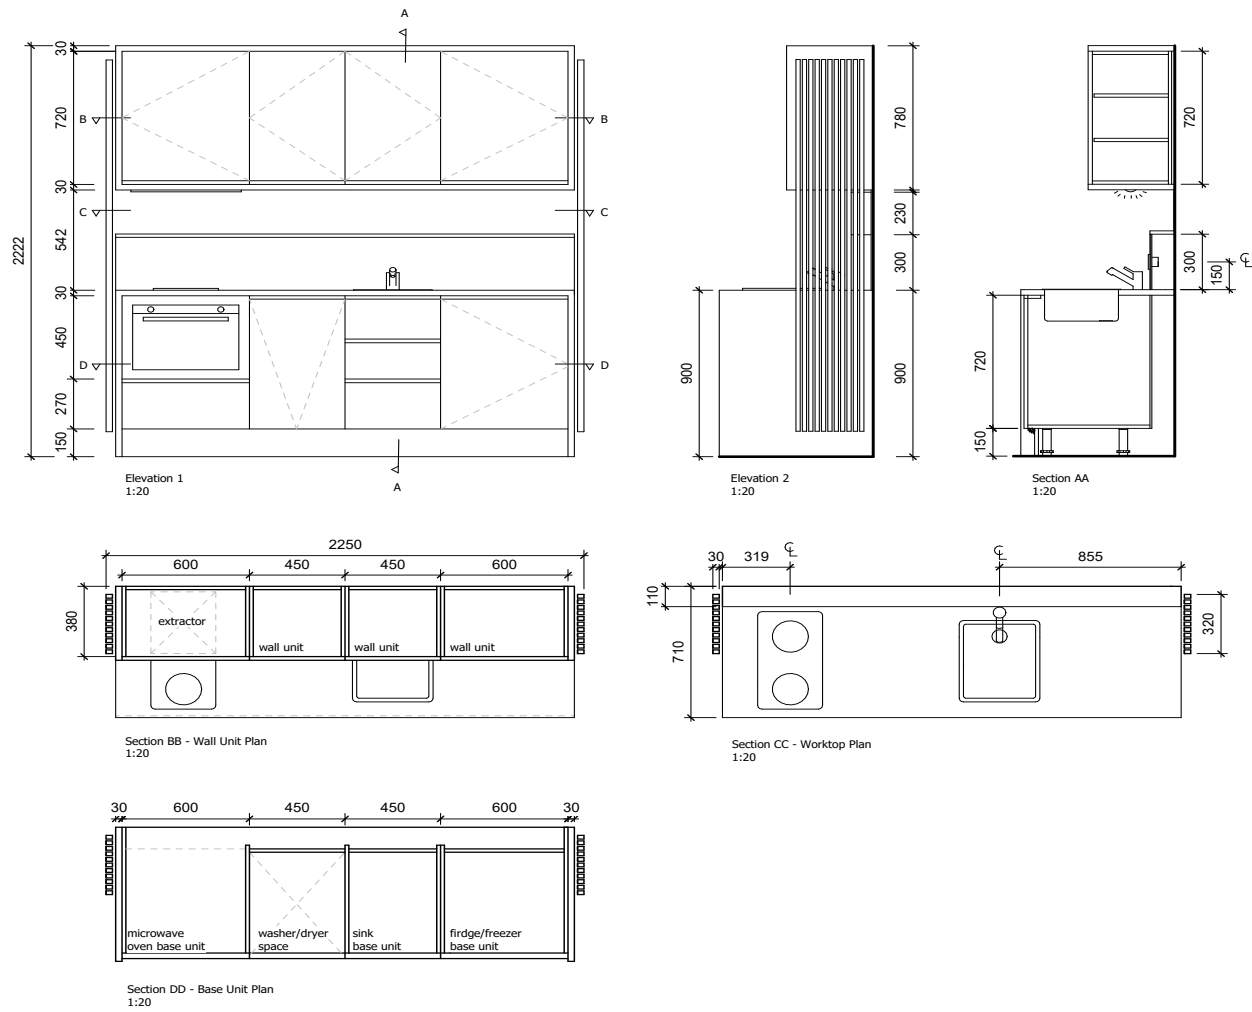 A
A
B
B
C
C
D
D
2222
30
720
30
542
30
450
270
150
Elevation 1
1:20
780
230
300
900
900
Elevation 2
1:20
720
300
150
720
150
Section AA
1:20
2250
600
450
450
600
380
extractor
wall unit
wall unit
wall unit
Section BB - Wall Unit Plan
1:20
30
319
855
110
710
320
Section CC - Worktop Plan
1:20
30
600
450
450
600
30
microwave
oven base unit
washer/dryer
space
sink
base unit
firdge/freezer
base unit
Section DD - Base Unit Plan
1:20